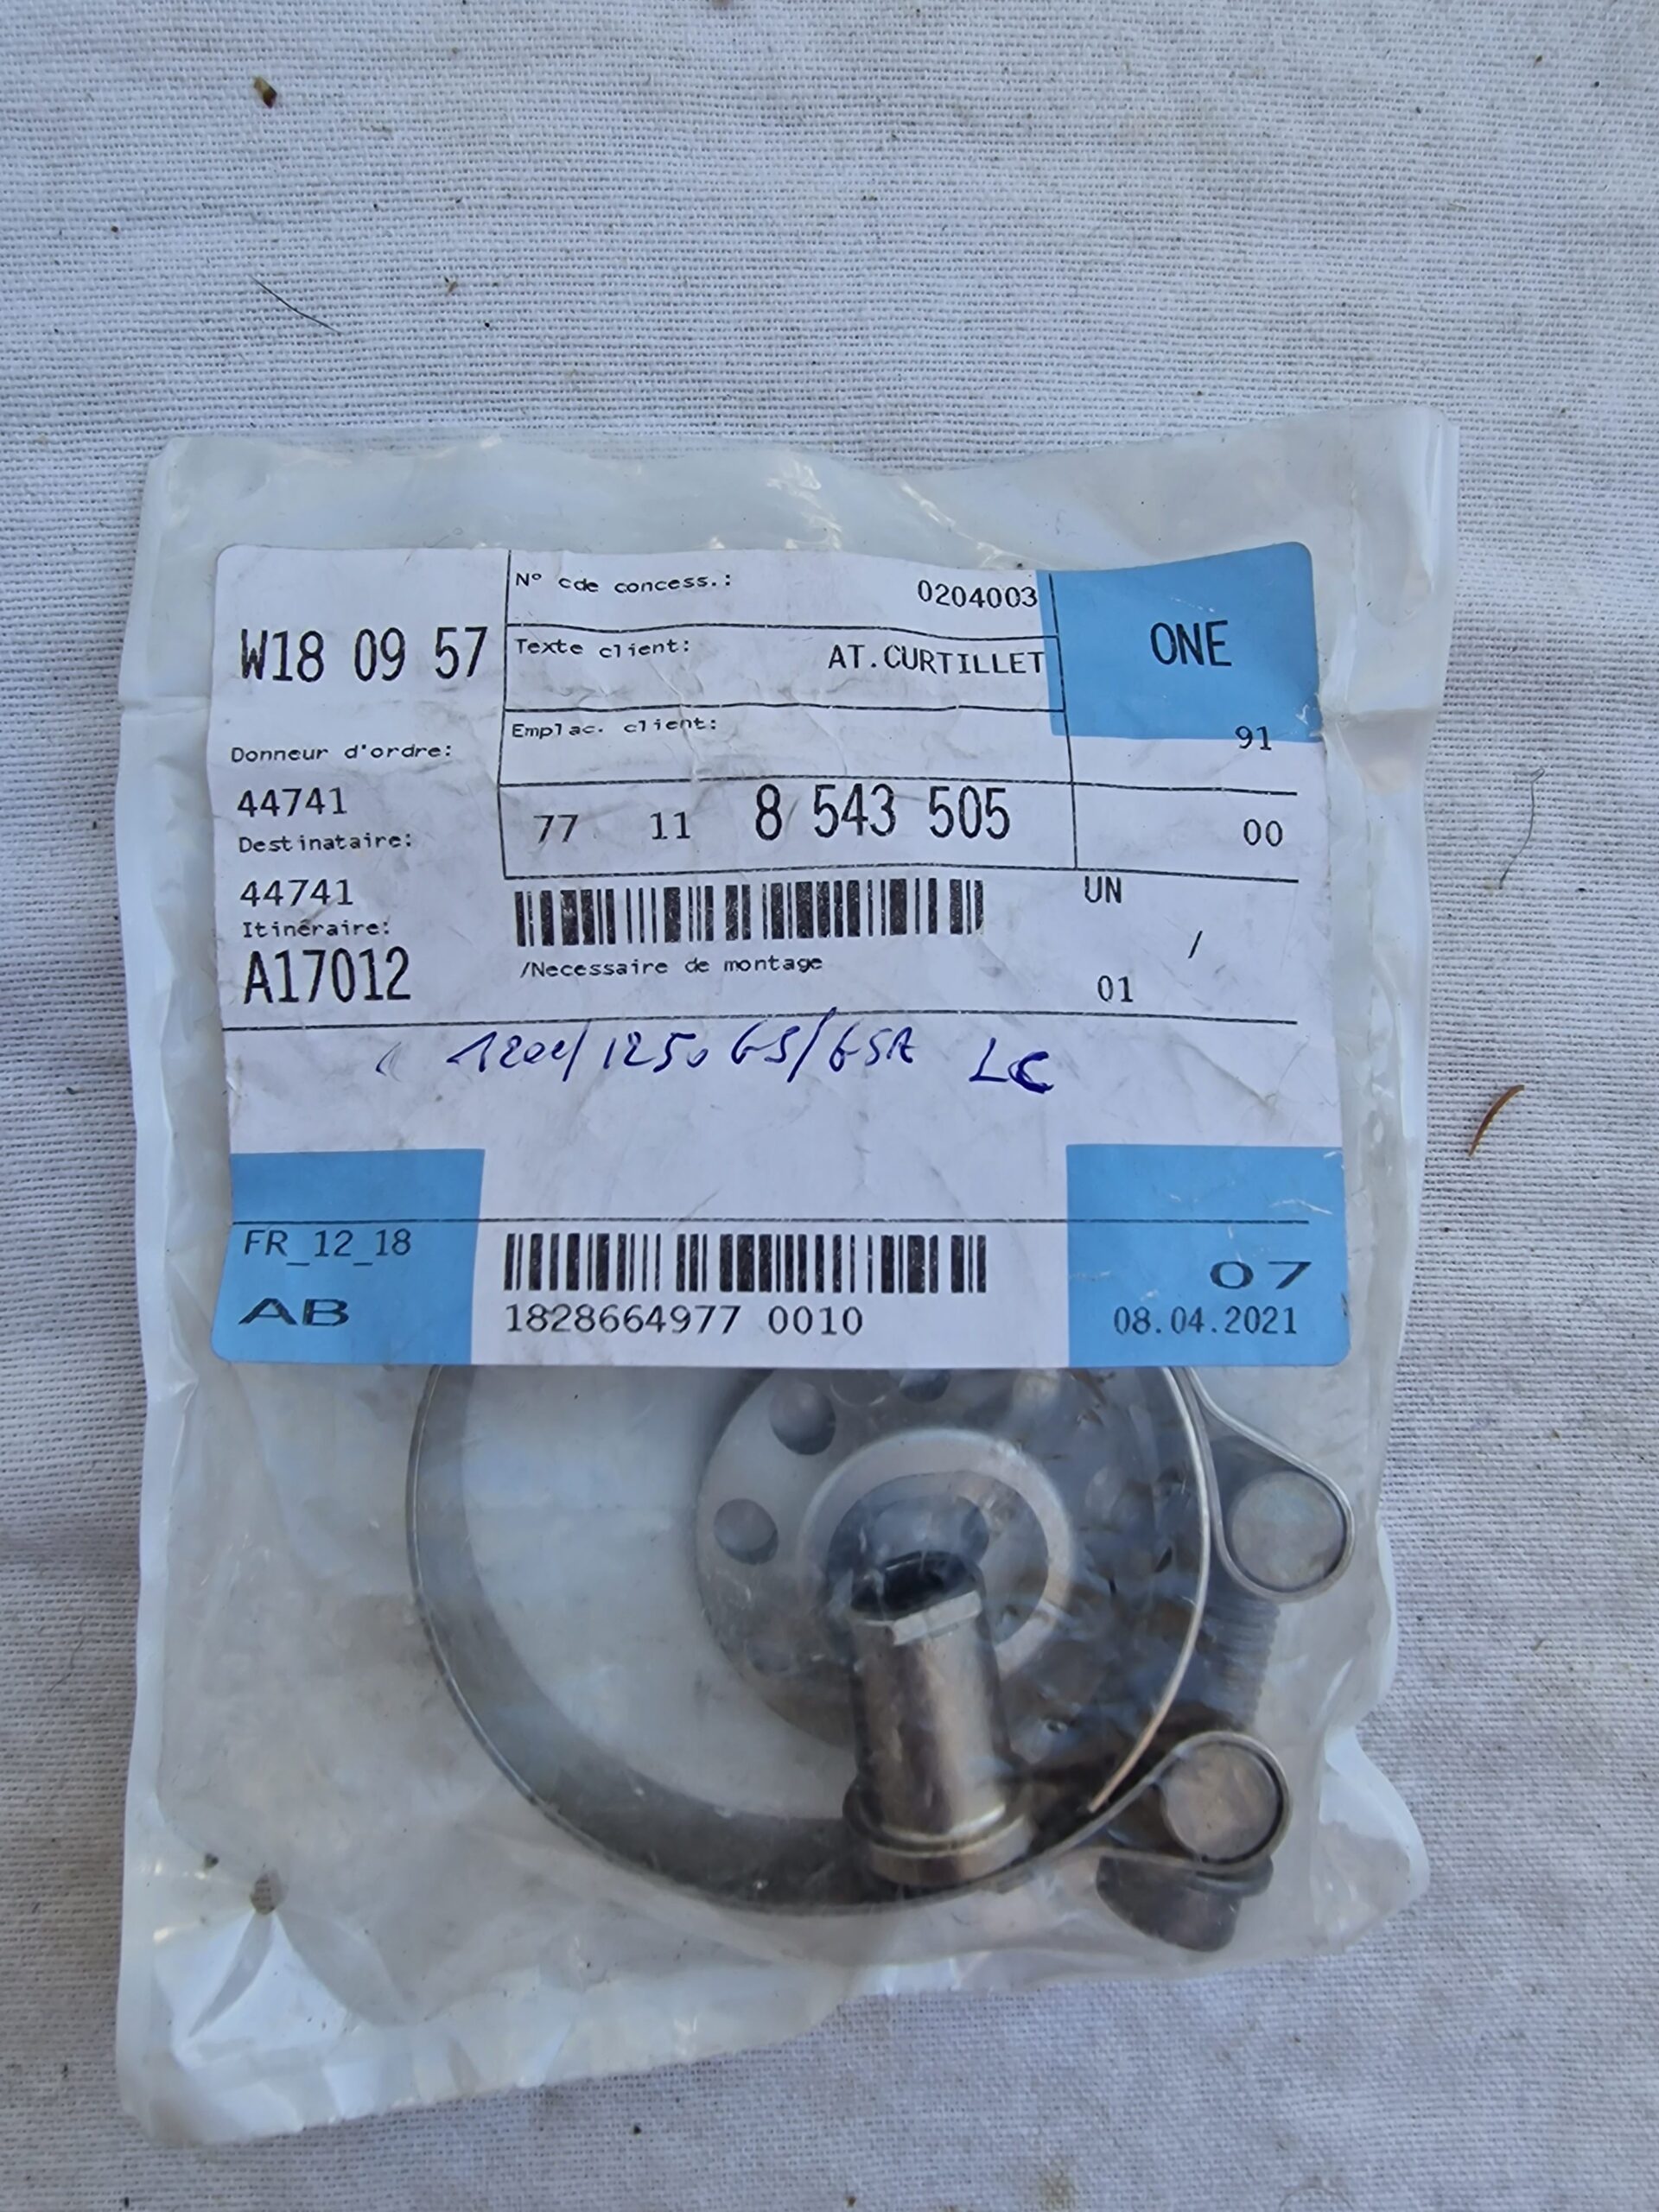 N° cde concess.: 0204003
W18 09 57
Texte client: AT.CURTILLET
ONE
Emplac. client:
91
Donneur d'ordre:
44741
77 11 8 543 505
00
Destinataire:
44741
UN
Itinéraire:
/
A17012
/Necessaire de montage
01
1200/1250 GS/GSA LC
FR_12_18
07
AB
1828664977 0010
08.04.2021